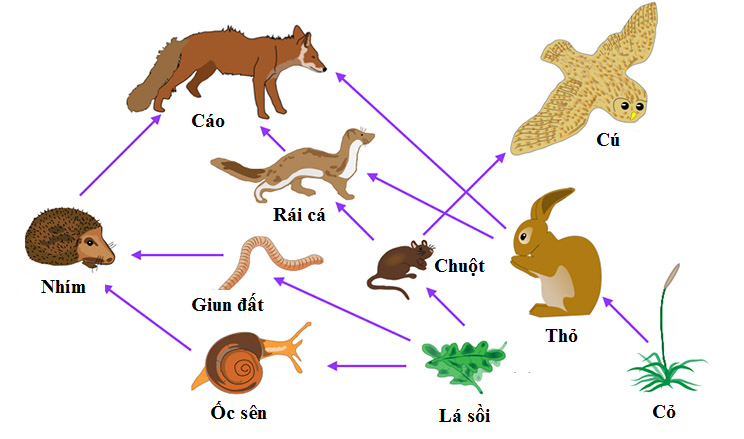 Cáo
Cú
Rái cá
Chuột
Nhím
Giun đất
Thỏ
Ốc sên
Lá sồi
Cỏ